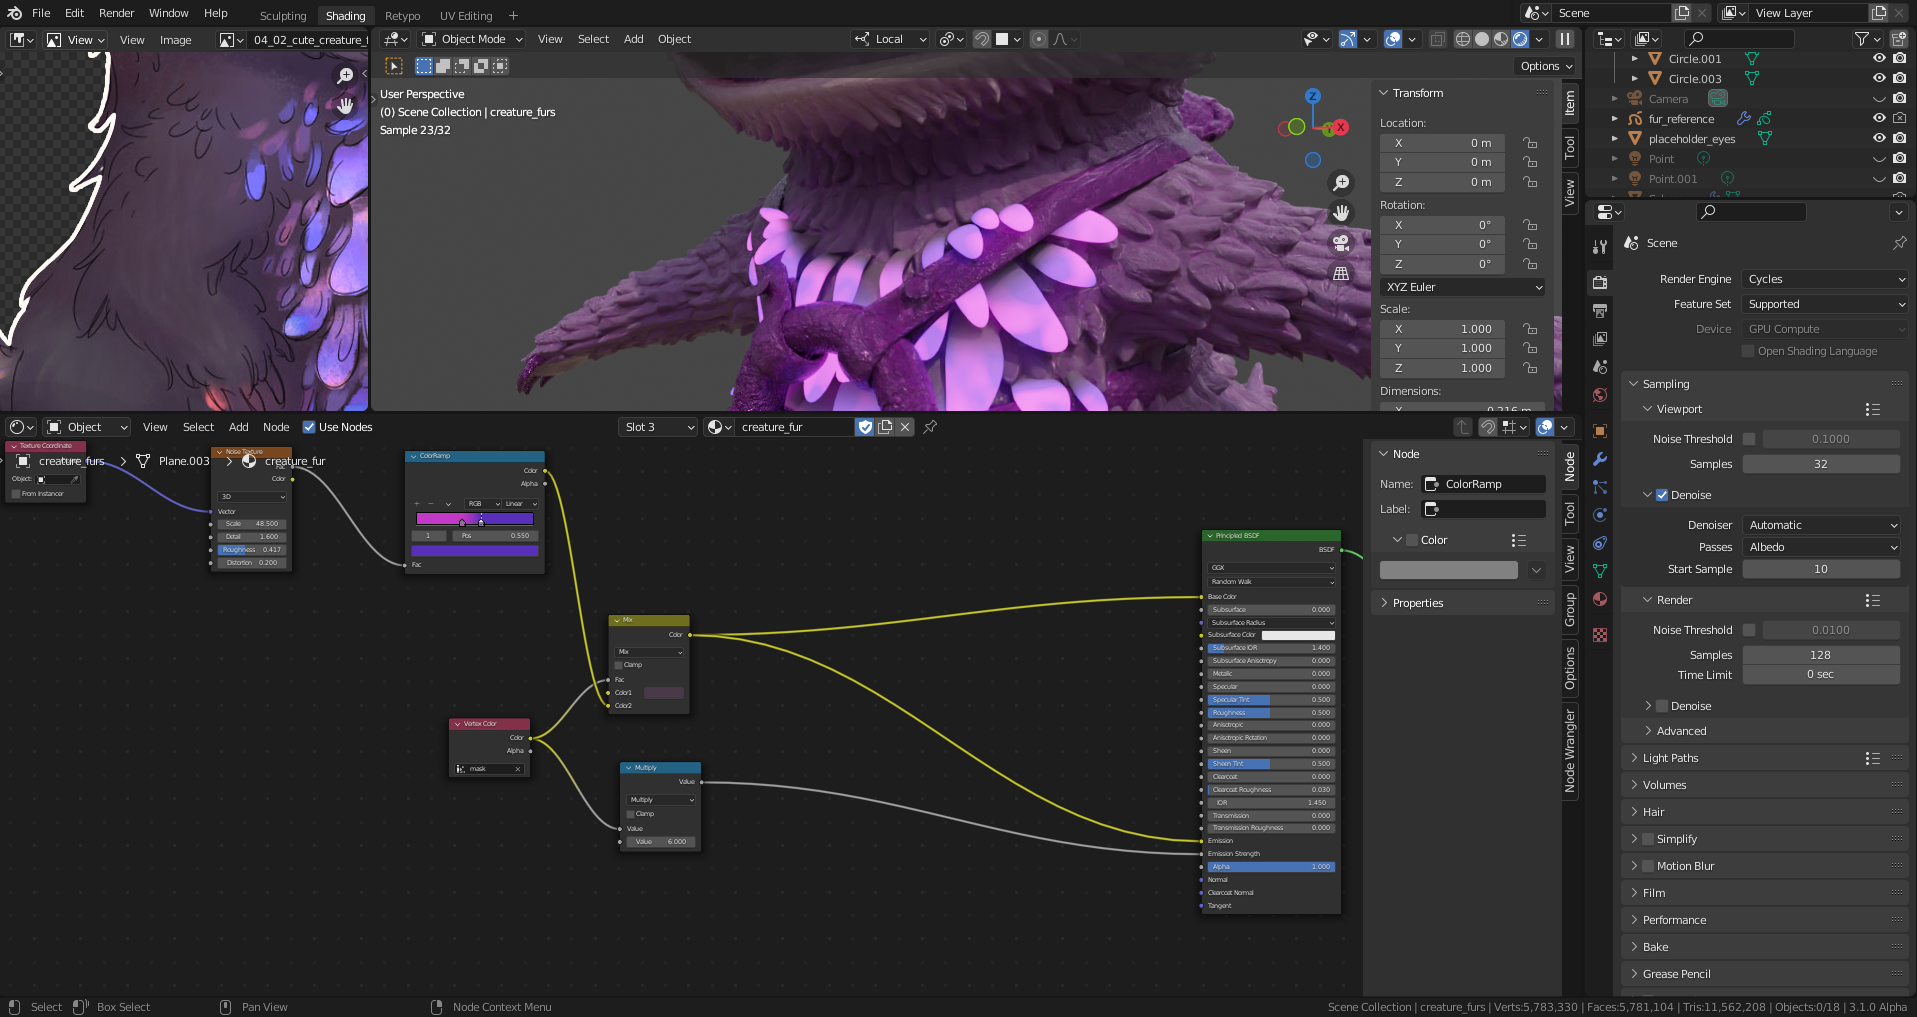 File Edit Render Window Help Sculpting Shading Retypo UV Editing +
Scene View Layer
View View Image 04_02_cute_creature_
Object Mode View Select Add Object Local
Options
User Perspective
(0) Scene Collection | creature_furs
Sample 23/32
Z
Y
X
Transform
Location:
X 0 m
Y 0 m
Z 0 m
Rotation:
X 0°
Y 0°
Z 0°
XYZ Euler
Scale:
X 1.000
Y 1.000
Z 1.000
Dimensions:
X 0.216 m
Item
Tool
View
Circle.001
Circle.003
Camera
fur_reference
placeholder_eyes
Point
Point.001
Scene
Render Engine Cycles
Feature Set Supported
Device GPU Compute
Open Shading Language
Sampling
Viewport
Noise Threshold 0.1000
Samples 32
Denoise
Denoiser Automatic
Passes Albedo
Start Sample 10
Render
Noise Threshold 0.0100
Samples 128
Time Limit 0 sec
Denoise
Advanced
Light Paths
Volumes
Hair
Simplify
Motion Blur
Film
Performance
Bake
Grease Pencil
Object View Select Add Node Use Nodes Slot 3 creature_fur
creature_furs > Plane.003 > creature_fur
Texture Coordinate
Object:
From Instancer
Noise Texture
Fac
Color
3D
Vector
Scale 48.500
Detail 1.600
Roughness 0.417
Distortion 0.200
ColorRamp
Color
Alpha
+ − RGB Linear
1 Pos 0.550
Fac
Mix
Color
Mix
Clamp
Fac
Color1
Color2
Vertex Color
Color
Alpha
mask
Multiply
Value
Multiply
Clamp
Value
Value 6.000
Principled BSDF
BSDF
GGX
Random Walk
Base Color
Subsurface 0.000
Subsurface Radius
Subsurface Color
Subsurface IOR 1.400
Subsurface Anisotropy 0.000
Metallic 0.000
Specular 0.000
Specular Tint 0.500
Roughness 0.500
Anisotropic 0.000
Anisotropic Rotation 0.000
Sheen 0.000
Sheen Tint 0.500
Clearcoat 0.000
Clearcoat Roughness 0.030
IOR 1.450
Transmission 0.000
Transmission Roughness 0.000
Emission
Emission Strength
Alpha 1.000
Normal
Clearcoat Normal
Tangent
Node
Name: ColorRamp
Label:
Color
Properties
Node
Tool
View
Group
Options
Node Wrangler
Select Box Select Pan View Node Context Menu
Scene Collection | creature_furs | Verts:5,783,330 | Faces:5,781,104 | Tris:11,562,208 | Objects:0/18 | 3.1.0 Alpha